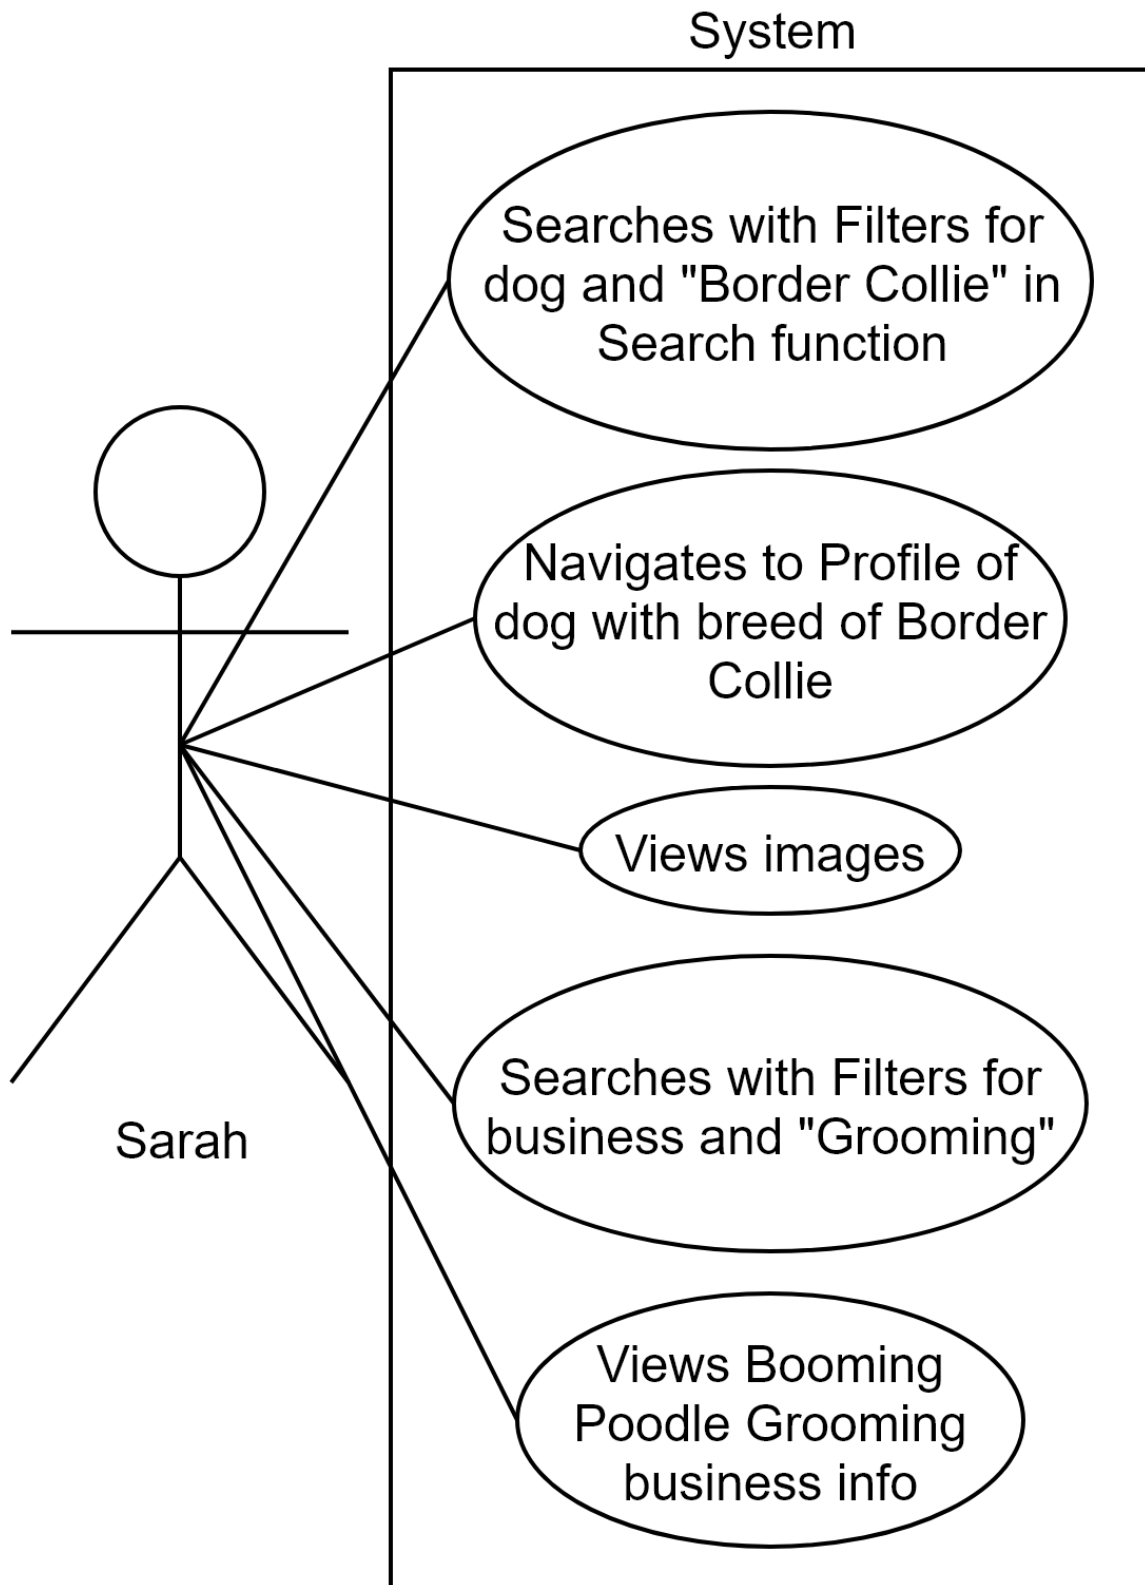 System
Searches with Filters for
dog and "Border Collie" in
Search function
Navigates to Profile of
dog with breed of Border
Collie
Views images
Searches with Filters for
business and "Grooming"
Sarah
Views Booming
Poodle Grooming
business info